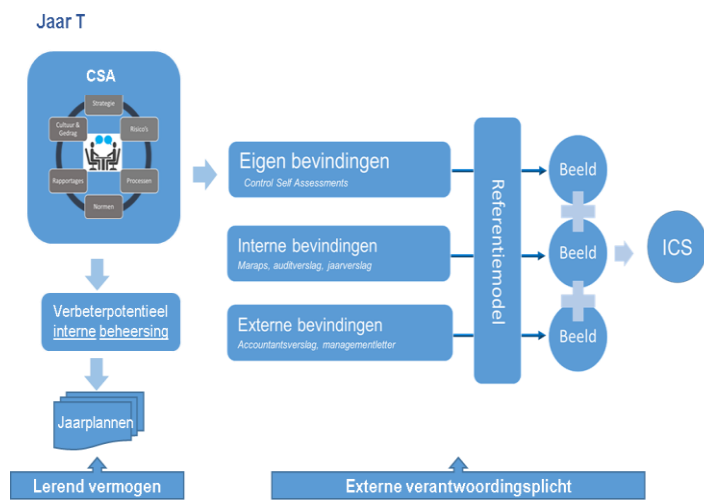 Jaar T
CSA
Strategie
Cultuur &
Gedrag
Risico's
Rapportages
Processen
Normen
Verbeterpotentieel
interne beheersing
Jaarplannen
Lerend vermogen
Eigen bevindingen
Control Self Assessments
Interne bevindingen
Maraps, auditverslag, jaarverslag
Externe bevindingen
Accountantsverslag, managementletter
Referentiemodel
Beeld
Beeld
Beeld
ICS
Externe verantwoordingsplicht